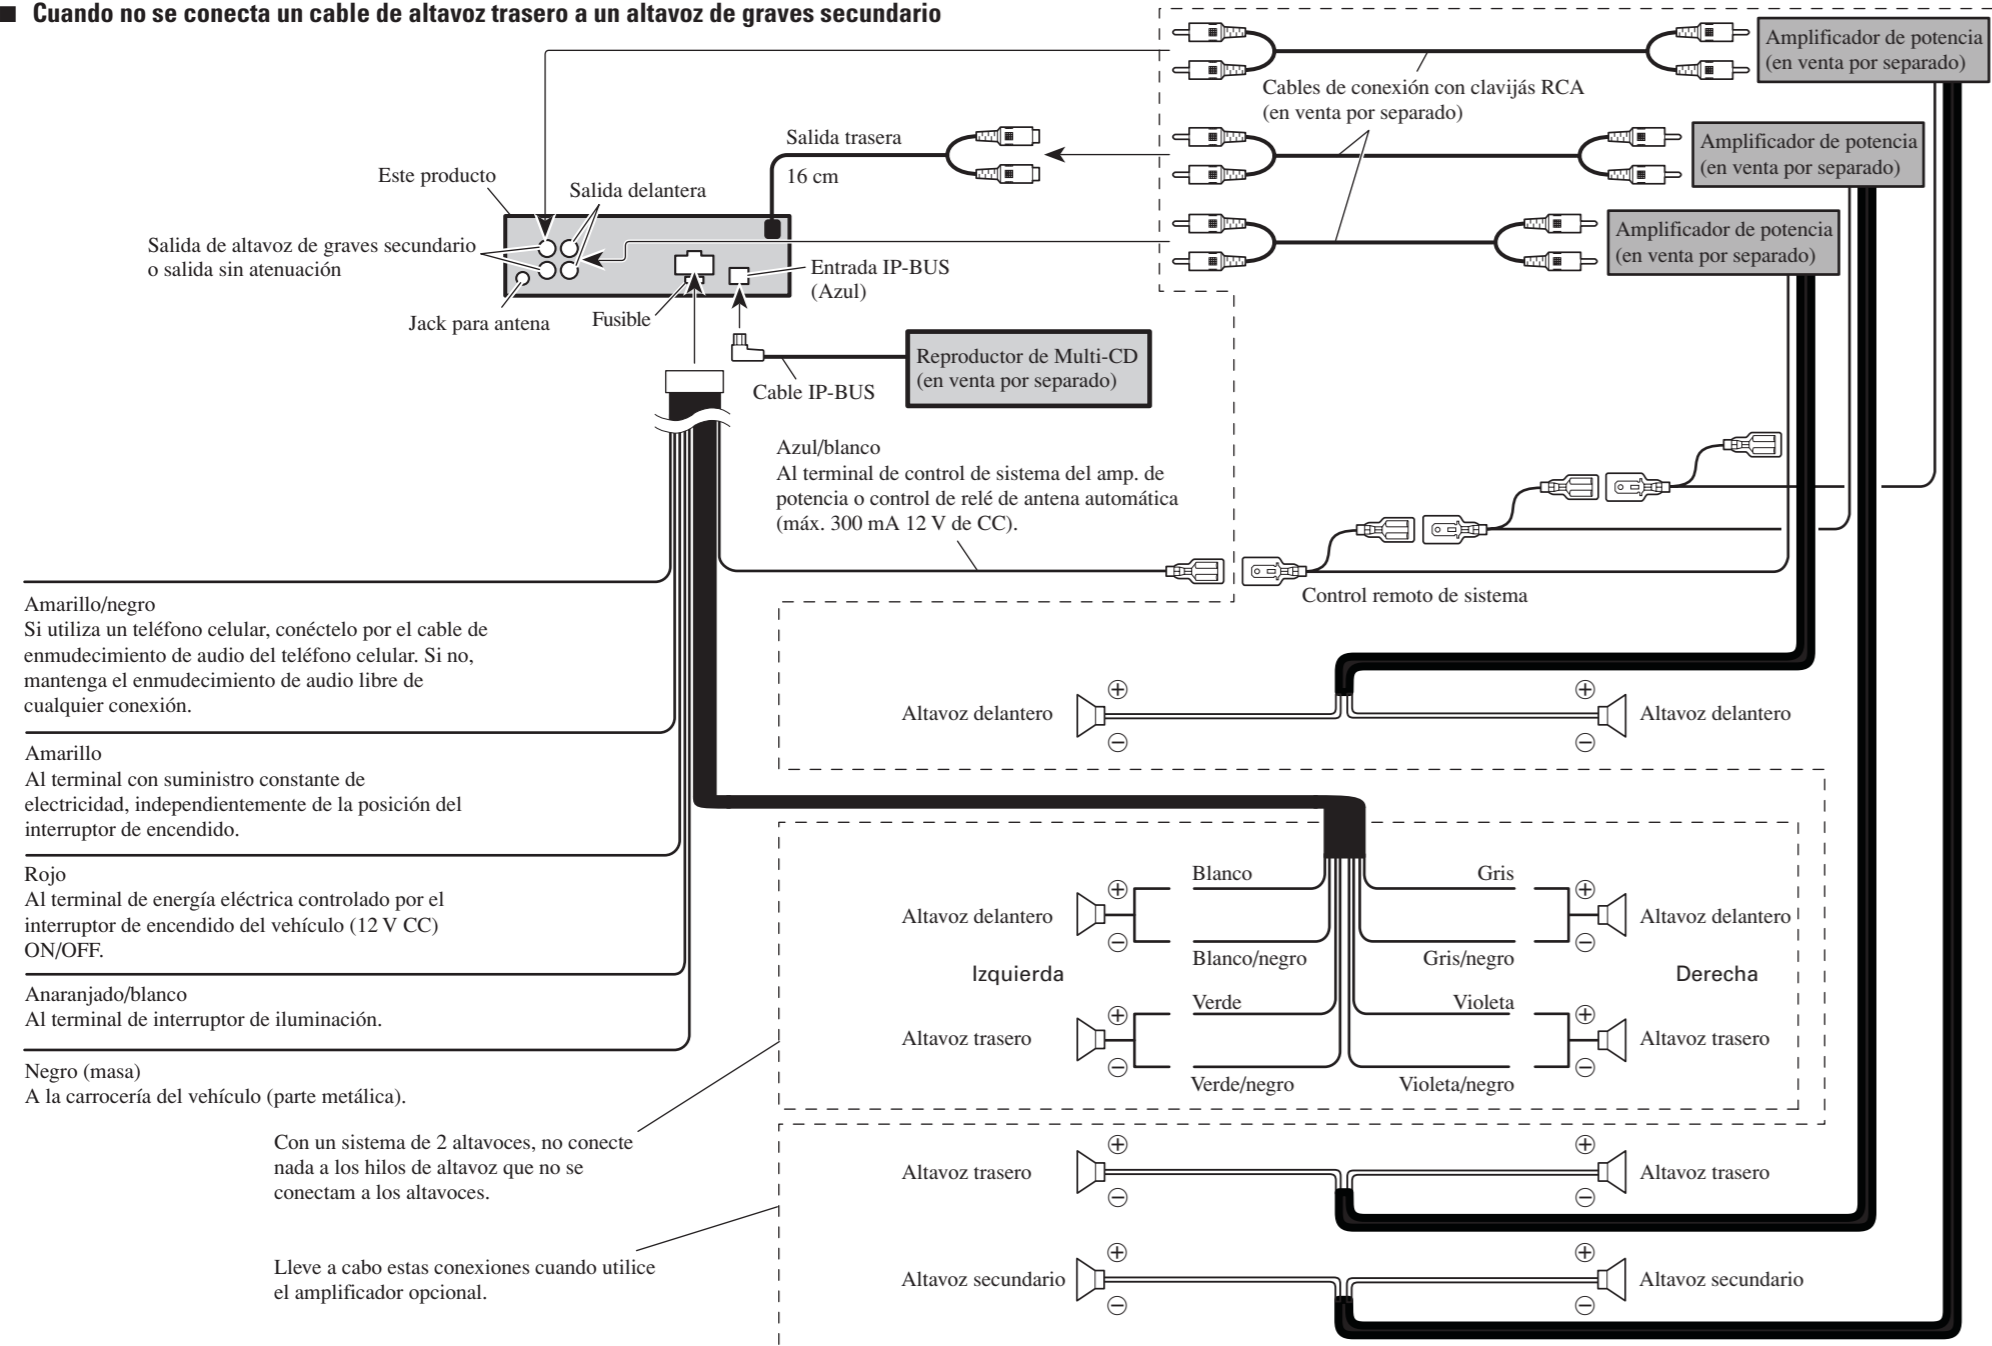 ■ Cuando no se conecta un cable de altavoz trasero a un altavoz de graves secundario
Amplificador de potencia
(en venta por separado)
Cables de conexión con clavijás RCA
(en venta por separado)
Salida trasera
16 cm
Amplificador de potencia
(en venta por separado)
Este producto
Salida delantera
Amplificador de potencia
(en venta por separado)
Salida de altavoz de graves secundario
o salida sin atenuación
Entrada IP-BUS
(Azul)
Jack para antena
Fusible
Reproductor de Multi-CD
(en venta por separado)
Cable IP-BUS
Azul/blanco
Al terminal de control de sistema del amp. de
potencia o control de relé de antena automática
(máx. 300 mA 12 V de CC).
Control remoto de sistema
Amarillo/negro
Si utiliza un teléfono celular, conéctelo por el cable de
enmudecimiento de audio del teléfono celular. Si no,
mantenga el enmudecimiento de audio libre de
cualquier conexión.
Amarillo
Al terminal con suministro constante de
electricidad, independientemente de la posición del
interruptor de encendido.
Rojo
Al terminal de energía eléctrica controlado por el
interruptor de encendido del vehículo (12 V CC)
ON/OFF.
Anaranjado/blanco
Al terminal de interruptor de iluminación.
Negro (masa)
A la carrocería del vehículo (parte metálica).
Con un sistema de 2 altavoces, no conecte
nada a los hilos de altavoz que no se
conectam a los altavoces.
Lleve a cabo estas conexiones cuando utilice
el amplificador opcional.
⊕ ⊕
Altavoz delantero Altavoz delantero
⊖ ⊖
Blanco Gris
⊕ ⊕
Altavoz delantero Altavoz delantero
⊖ ⊖
Blanco/negro Gris/negro
Izquierda Derecha
Verde Violeta
⊕ ⊕
Altavoz trasero Altavoz trasero
⊖ ⊖
Verde/negro Violeta/negro
⊕ ⊕
Altavoz trasero Altavoz trasero
⊖ ⊖
⊕ ⊕
Altavoz secundario Altavoz secundario
⊖ ⊖